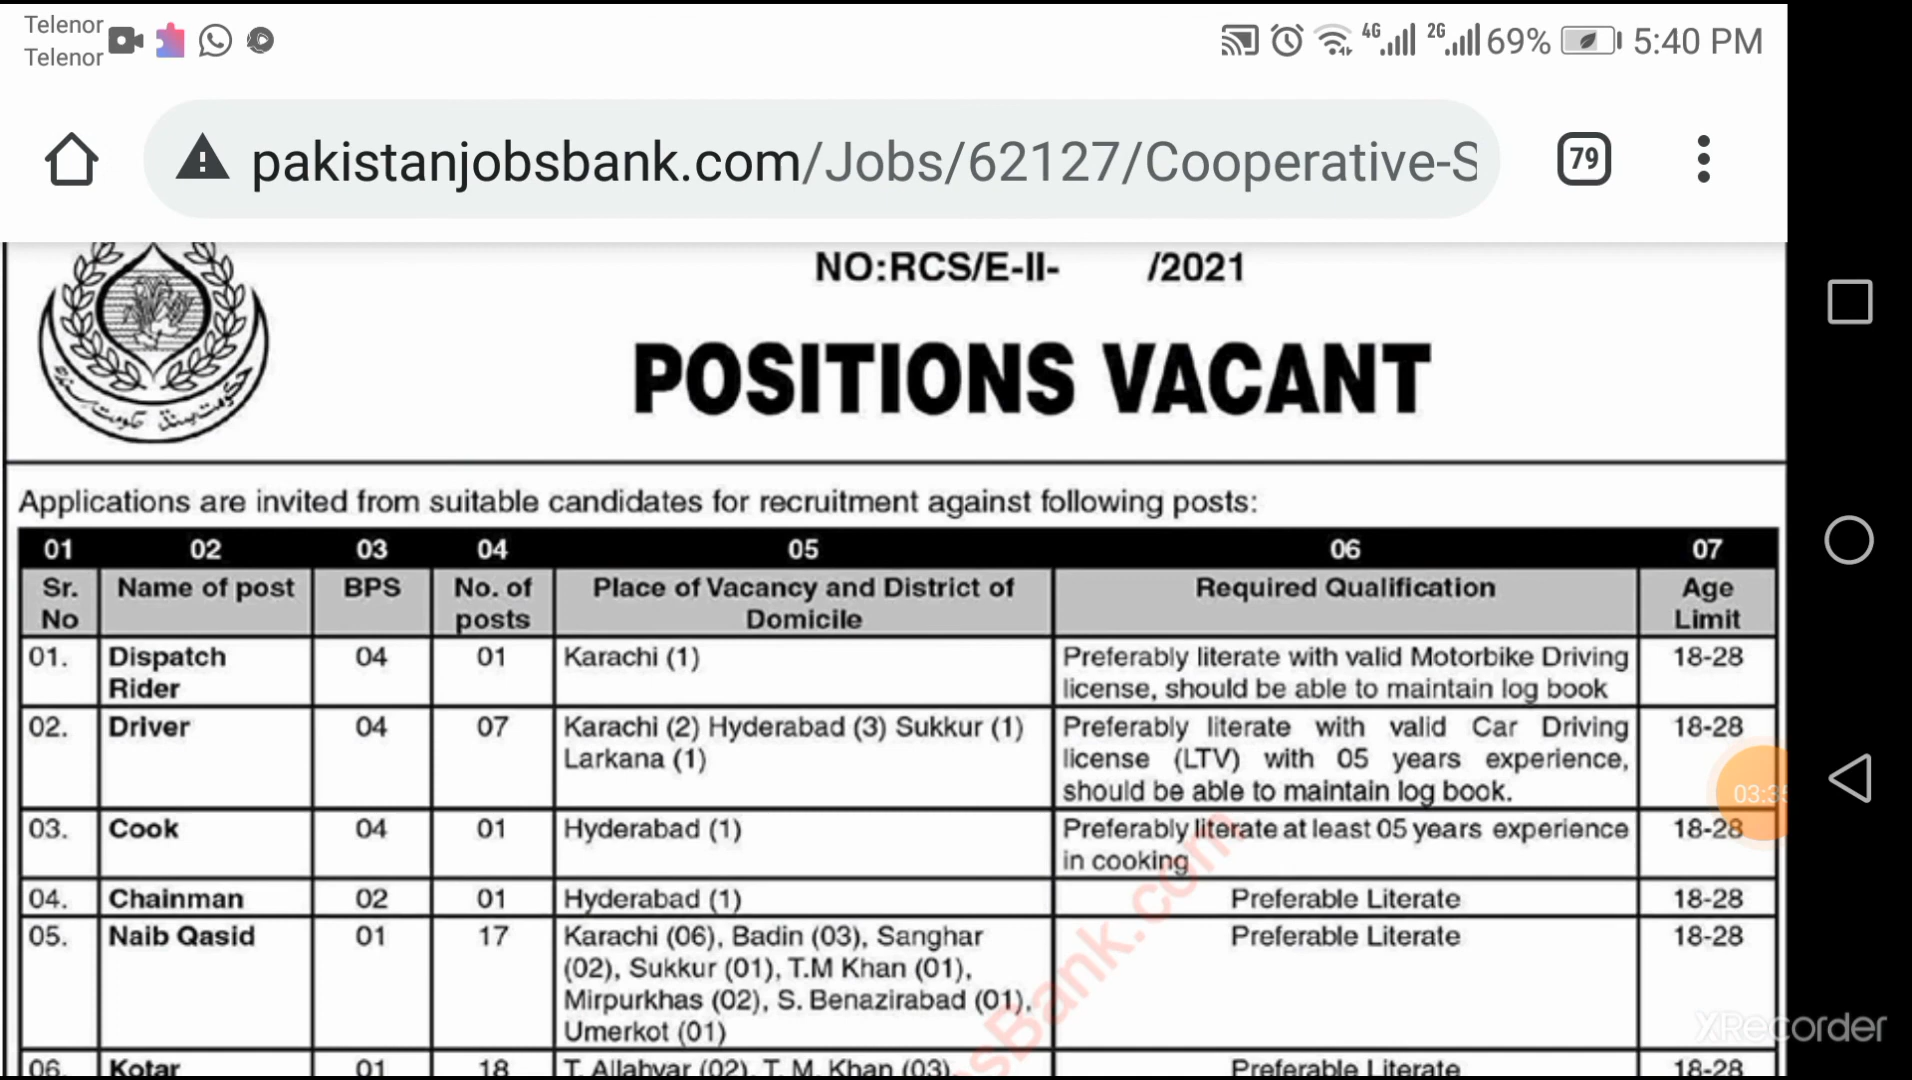 Telenor
Telenor
4G 2G 69% 5:40 PM
pakistanjobsbank.com/Jobs/62127/Cooperative-S
79
حکومت سندھ
NO:RCS/E-II- /2021
POSITIONS VACANT
Applications are invited from suitable candidates for recruitment against following posts:
01 02 03 04 05 06 07
Sr. No Name of post BPS No. of posts Place of Vacancy and District of Domicile Required Qualification Age Limit
01. Dispatch Rider 04 01 Karachi (1) Preferably literate with valid Motorbike Driving license, should be able to maintain log book 18-28
02. Driver 04 07 Karachi (2) Hyderabad (3) Sukkur (1) Larkana (1) Preferably literate with valid Car Driving license (LTV) with 05 years experience, should be able to maintain log book. 18-28
03:35
03. Cook 04 01 Hyderabad (1) Preferably literate at least 05 years experience in cooking 18-28
04. Chainman 02 01 Hyderabad (1) Preferable Literate 18-28
05. Naib Qasid 01 17 Karachi (06), Badin (03), Sanghar (02), Sukkur (01), T.M Khan (01), Mirpurkhas (02), S. Benazirabad (01), Umerkot (01) Preferable Literate 18-28
06. Kotar 01 18 T. Allahyar (02), T. M. Khan (03), Preferable Literate 18-28
sBank.com
XRecorder